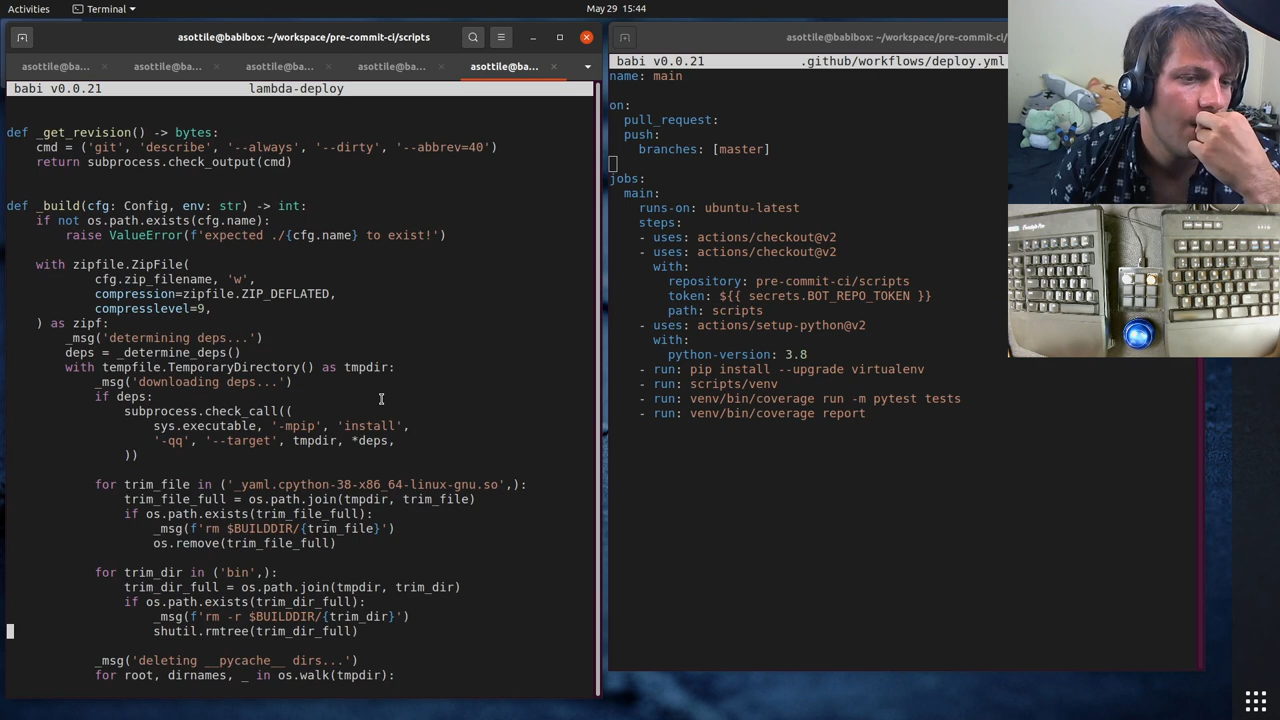 Activities
Terminal
May 29 15:44
asottile@babibox: ~/workspace/pre-commit-ci/scripts
asottile@ba...
asottile@ba...
asottile@ba...
asottile@ba...
asottile@ba...
babi v0.0.21
lambda-deploy
def _get_revision() -> bytes:
    cmd = ('git', 'describe', '--always', '--dirty', '--abbrev=40')
    return subprocess.check_output(cmd)
def _build(cfg: Config, env: str) -> int:
    if not os.path.exists(cfg.name):
        raise ValueError(f'expected ./{cfg.name} to exist!')
    with zipfile.ZipFile(
            cfg.zip_filename, 'w',
            compression=zipfile.ZIP_DEFLATED,
            compresslevel=9,
    ) as zipf:
        _msg('determining deps...')
        deps = _determine_deps()
        with tempfile.TemporaryDirectory() as tmpdir:
            _msg('downloading deps...')
            if deps:
                subprocess.check_call((
                    sys.executable, '-mpip', 'install',
                    '-qq', '--target', tmpdir, *deps,
                ))
            for trim_file in ('_yaml.cpython-38-x86_64-linux-gnu.so',):
                trim_file_full = os.path.join(tmpdir, trim_file)
                if os.path.exists(trim_file_full):
                    _msg(f'rm $BUILDDIR/{trim_file}')
                    os.remove(trim_file_full)
            for trim_dir in ('bin',):
                trim_dir_full = os.path.join(tmpdir, trim_dir)
                if os.path.exists(trim_dir_full):
                    _msg(f'rm -r $BUILDDIR/{trim_dir}')
                    shutil.rmtree(trim_dir_full)
            _msg('deleting __pycache__ dirs...')
            for root, dirnames, _ in os.walk(tmpdir):
asottile@babibox: ~/workspace/pre-commit-ci/
babi v0.0.21
.github/workflows/deploy.yml
name: main
on:
  pull_request:
  push:
    branches: [master]
jobs:
  main:
    runs-on: ubuntu-latest
    steps:
    - uses: actions/checkout@v2
    - uses: actions/checkout@v2
      with:
        repository: pre-commit-ci/scripts
        token: ${{ secrets.BOT_REPO_TOKEN }}
        path: scripts
    - uses: actions/setup-python@v2
      with:
        python-version: 3.8
    - run: pip install --upgrade virtualenv
    - run: scripts/venv
    - run: venv/bin/coverage run -m pytest tests
    - run: venv/bin/coverage report